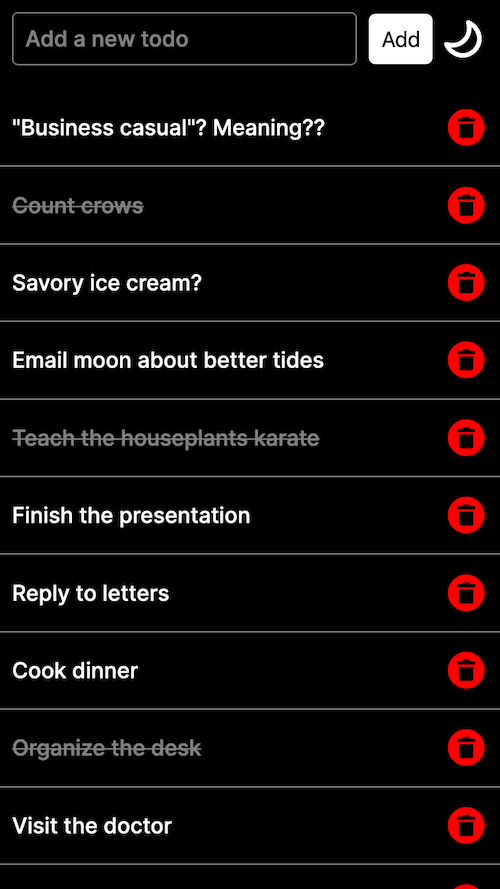 Add a new todo
Add
"Business casual"? Meaning??
Count crows
Savory ice cream?
Email moon about better tides
Teach the houseplants karate
Finish the presentation
Reply to letters
Cook dinner
Organize the desk
Visit the doctor